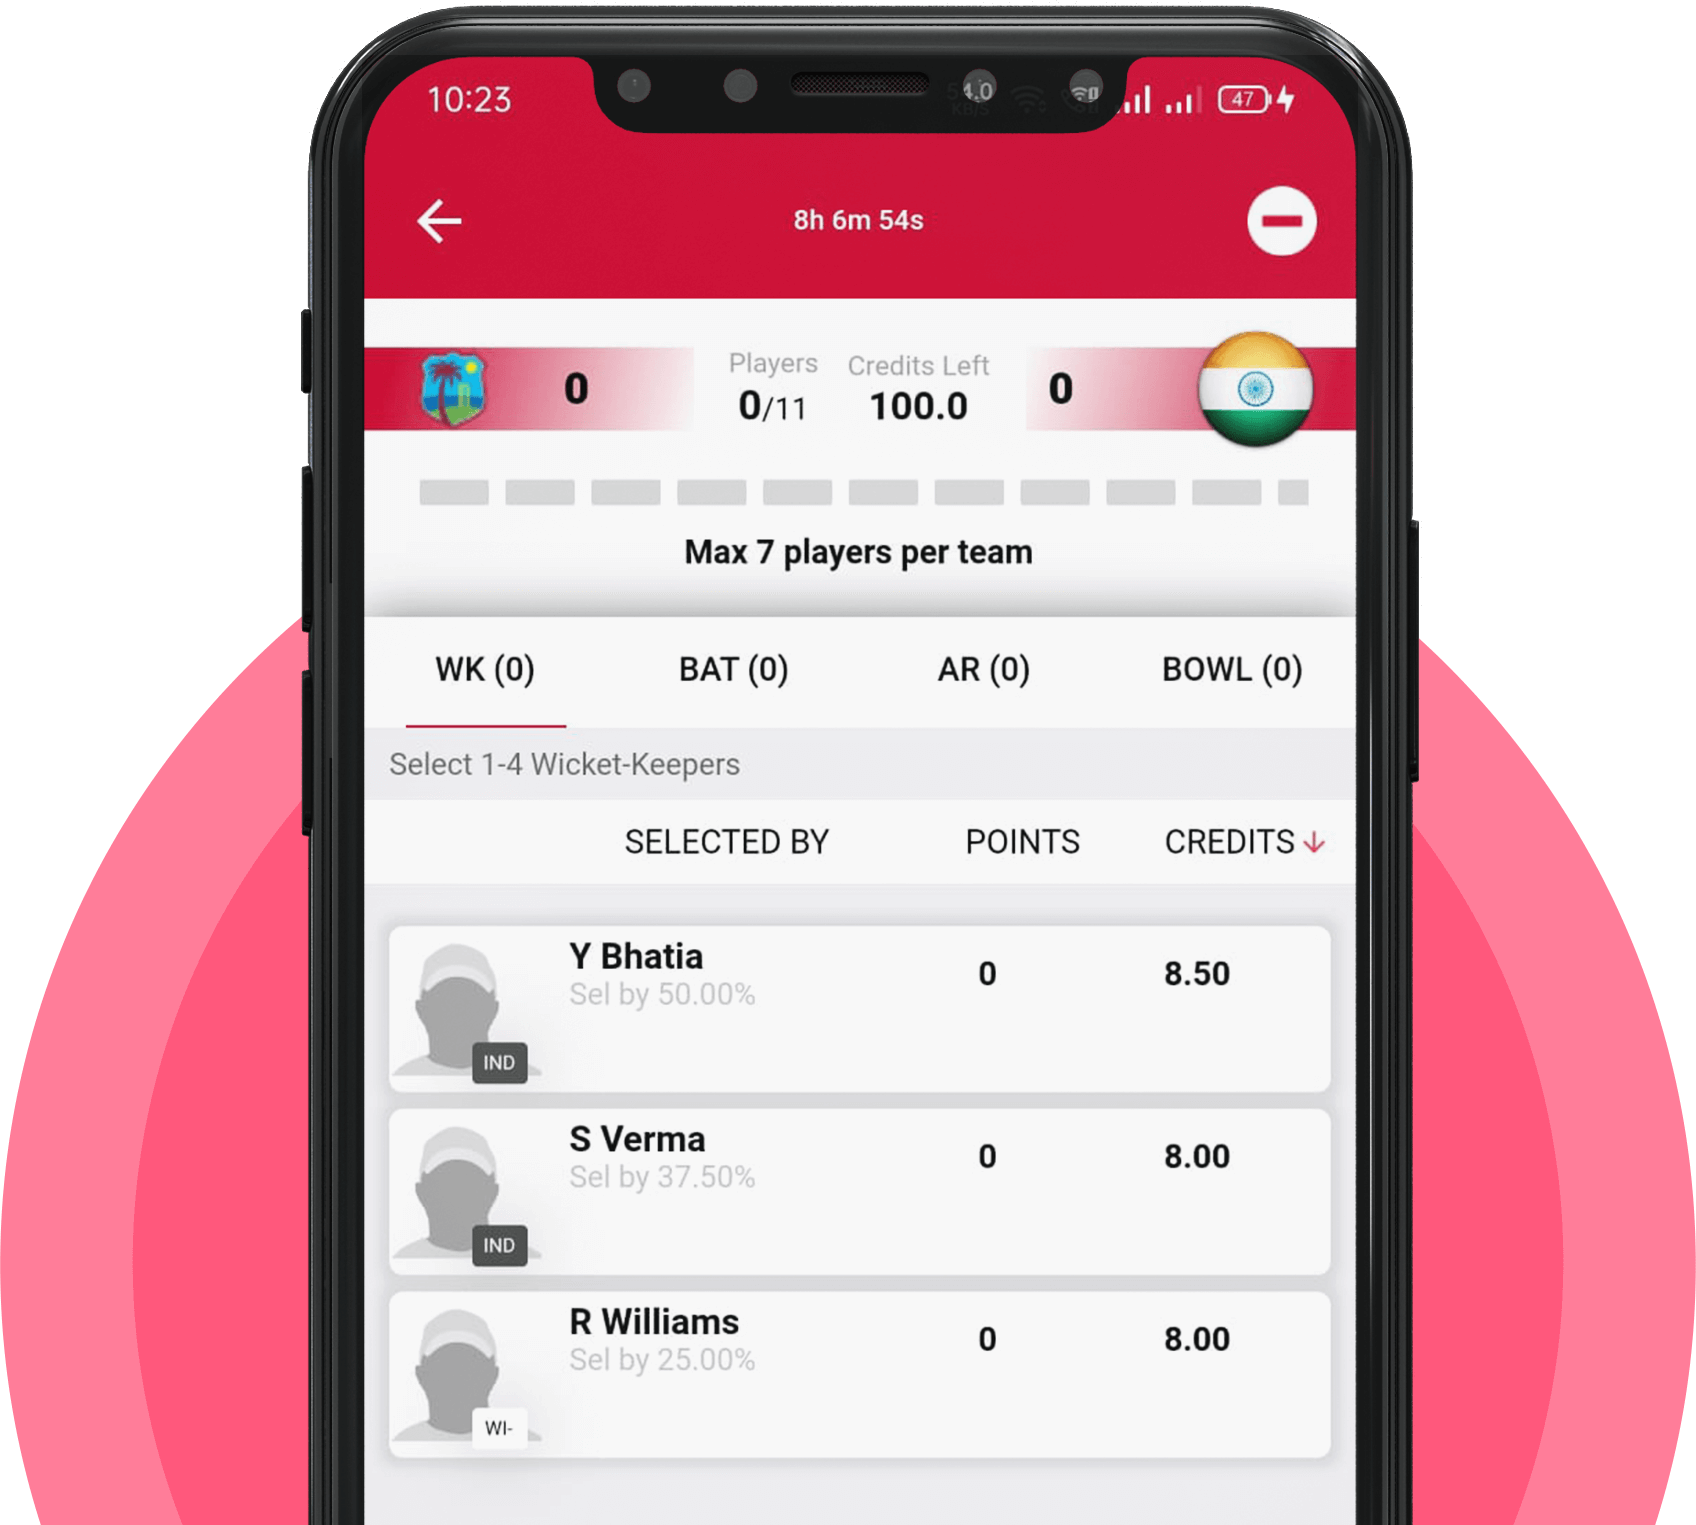 10:23
4.0
47
8h 6m 54s
Players Credits Left
0 0/11 100.0 0
Max 7 players per team
WK (0) BAT (0) AR (0) BOWL (0)
Select 1-4 Wicket-Keepers
SELECTED BY POINTS CREDITS
Y Bhatia 0 8.50
Sel by 50.00%
IND
S Verma 0 8.00
Sel by 37.50%
IND
R Williams 0 8.00
Sel by 25.00%
WI-